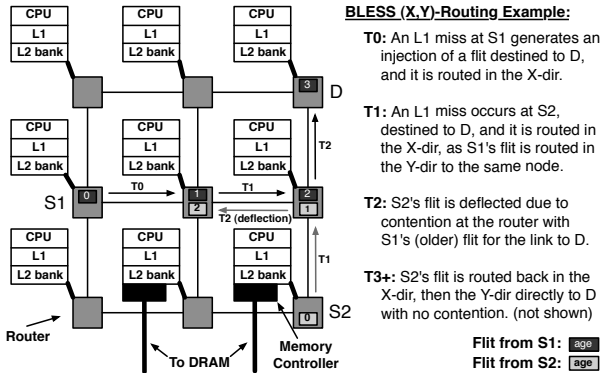 CPU
L1
L2 bank
CPU
L1
L2 bank
CPU
L1
L2 bank
3
D
T2
CPU
L1
L2 bank
CPU
L1
L2 bank
CPU
L1
L2 bank
S1
0
T0
1
2
T1
T2 (deflection)
2
1
T1
CPU
L1
L2 bank
CPU
L1
L2 bank
CPU
L1
L2 bank
0
S2
Router
To DRAM
Memory
Controller
BLESS (X,Y)-Routing Example:
T0: An L1 miss at S1 generates an
injection of a flit destined to D,
and it is routed in the X-dir.
T1: An L1 miss occurs at S2,
destined to D, and it is routed in
the X-dir, as S1's flit is routed in
the Y-dir to the same node.
T2: S2's flit is deflected due to
contention at the router with
S1's (older) flit for the link to D.
T3+: S2's flit is routed back in the
X-dir, then the Y-dir directly to D
with no contention. (not shown)
Flit from S1: age
Flit from S2: age